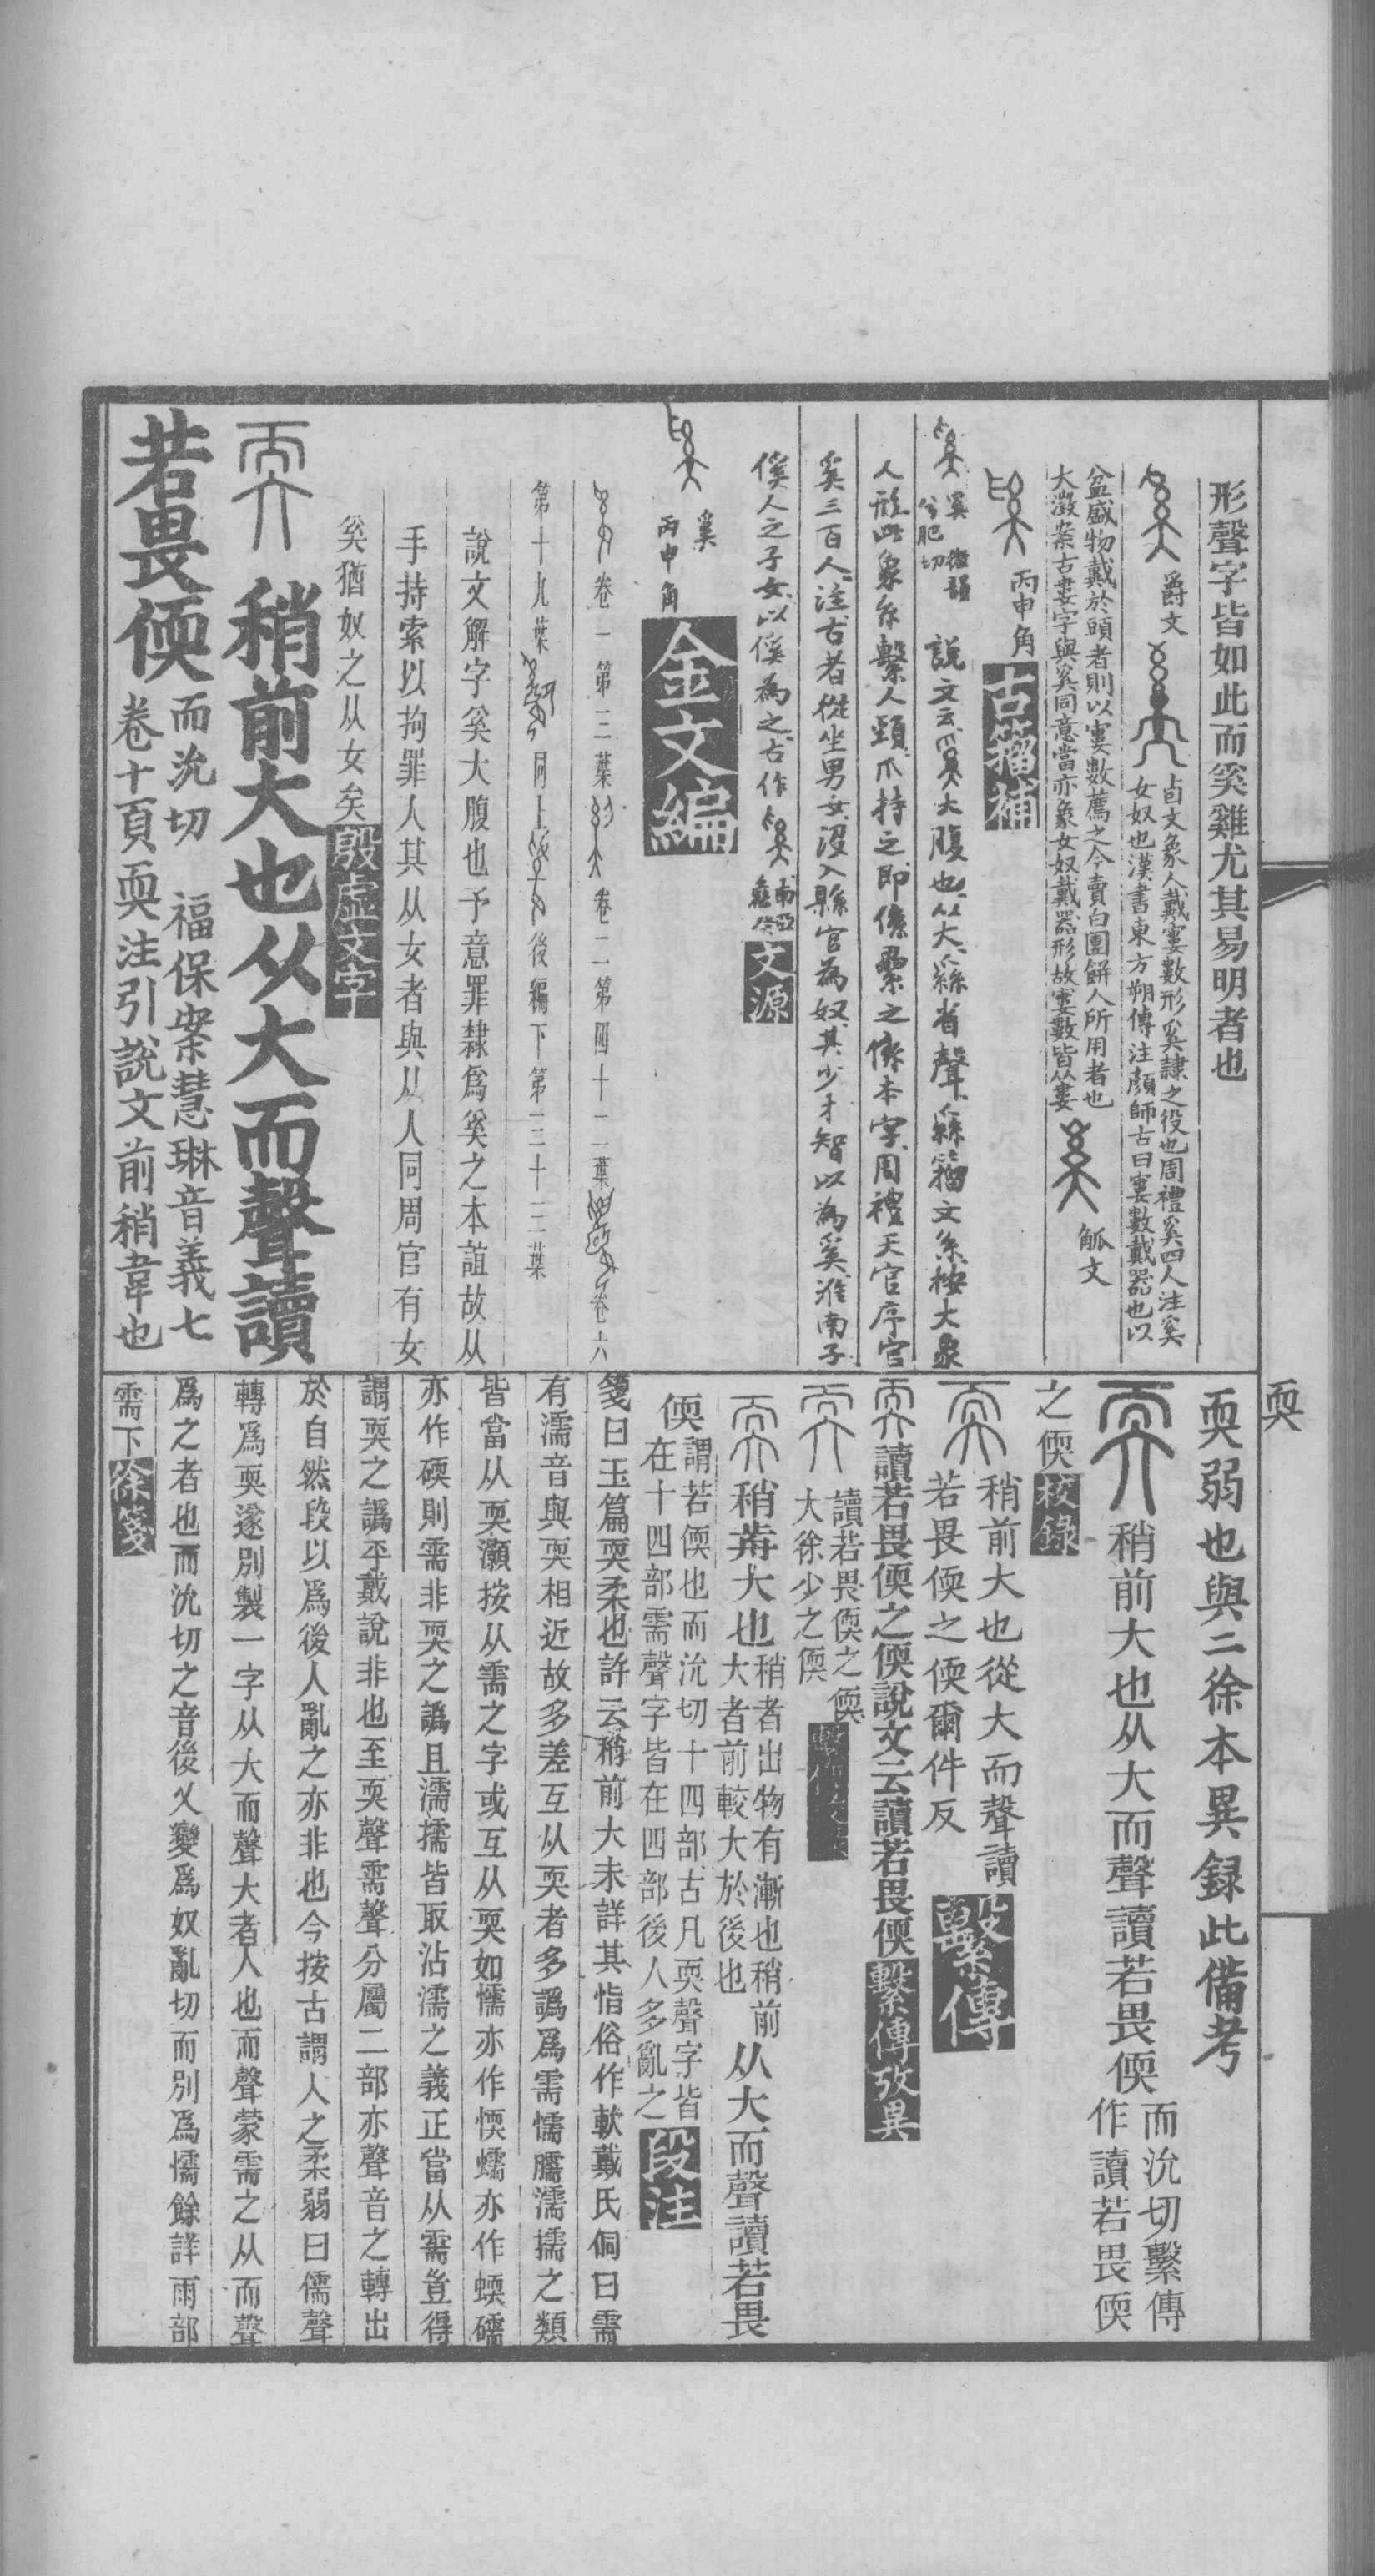 形聲字皆如此而奚雞尤其易明者也
爵文
卣文象人戴寠數形奚隷之役也周禮奚四人注奚
女奴也漢書東方朔傳注顏師古曰寠數戴器也以
盆盛物戴於頭者則以寠數薦之今賣白團餅人所用者也
大澂案古婁字與奚同意當亦象女奴戴器形故寠數皆从婁
觚文
丙申角
古籀補
奚
兮肥切
微韻
說文云大腹也从大𦃟省聲𦃟籀文系按大象
人形此象系繫人頸爪持之即係纍之係本字周禮天官序官
奚三百人注古者從坐男女沒入縣官為奴其少才智以為奚淮南子
傒人之子女以傒為之古作
文源
奚
丙申角
金文編
卷一第三葉
卷二第四十二葉
卷六
第十九葉
同上
後編下第三十三葉
說文解字奚大腹也予意罪隸爲奚之本誼故从
手持索以拘罪人其从女者與从人同周官有女
奚猶奴之从女矣
殷虛文字
稍前大也从大而聲讀
若畏偄
而沇切　福保案慧琳音義七
卷十頁耎注引說文前稍韋也
耎
耎弱也與二徐本異録此備考
稍前大也从大而聲讀若畏偄
而沇切繫傳
作讀若畏偄
之偄
校録
稍前大也從大而聲讀
若畏偄之偄爾件反
繫傳
讀若畏偄之偄說文云讀若畏偄
繫傳攷異
讀若畏偄之偄
大徐少之偄
稍歬大也
稍者出物有漸也稍前
大者前較大於後也
从大而聲讀若畏
偄
謂若偄也而沇切十四部古凡耎聲字皆
在十四部需聲字皆在四部後人多亂之
段注
箋曰玉篇耎柔也許云稍前大未詳其恉俗作軟戴氏侗曰需
有濡音與耎相近故多差互从耎者多譌爲需懦臑濡擩之類
皆當从耎灝按从需之字或互从耎如懦亦作愞蠕亦作蝡礝
亦作碝則需非耎之譌且濡擩皆取沾濡之義正當从需豈得
謂耎之譌乎戴說非也至耎聲需聲分屬二部亦聲音之轉出
於自然段以爲後人亂之亦非也今按古謂人之柔弱曰儒聲
轉爲耎遂別製一字从大而聲大者人也而聲蒙需之从而聲
爲之者也而沇切之音後乂變爲奴亂切而別爲懦餘詳雨部
需下
徐箋